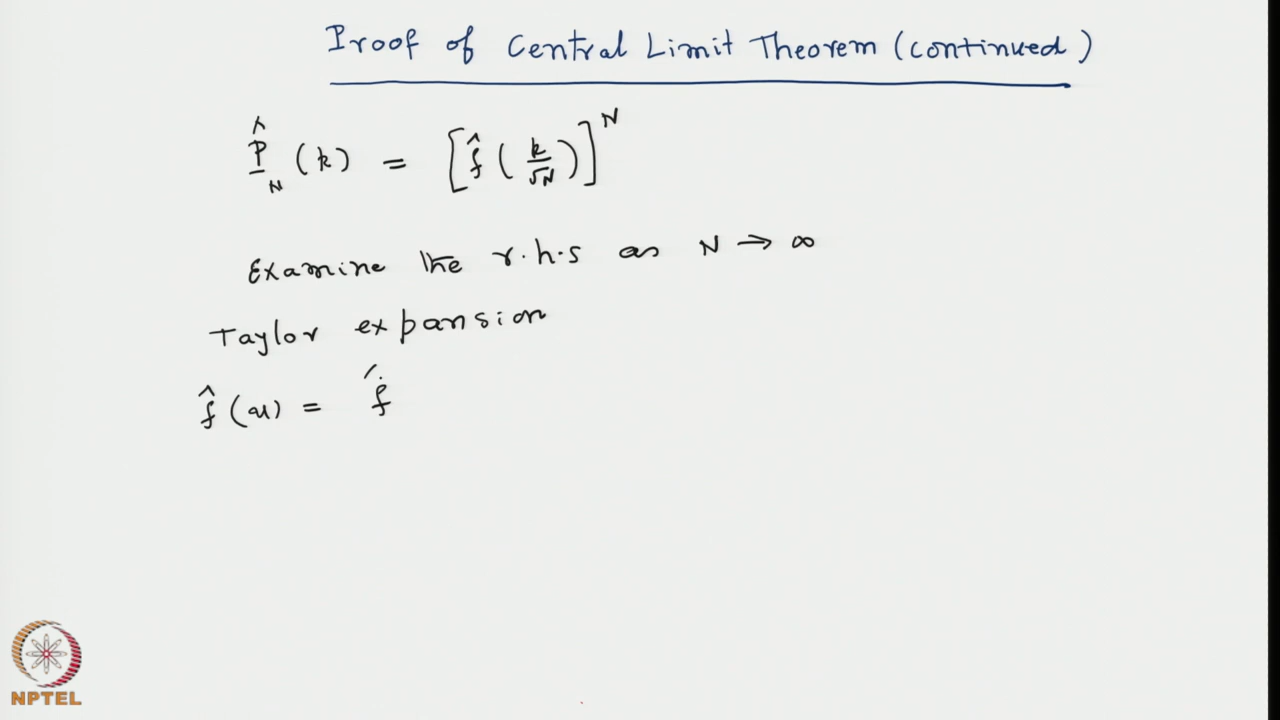 Proof of Central Limit Theorem (continued)
P̂_N (k) = [f̂ (k/√N)]^N
Examine the r.h.s as N → ∞
Taylor expansion
f̂ (u) = f̂
NPTEL